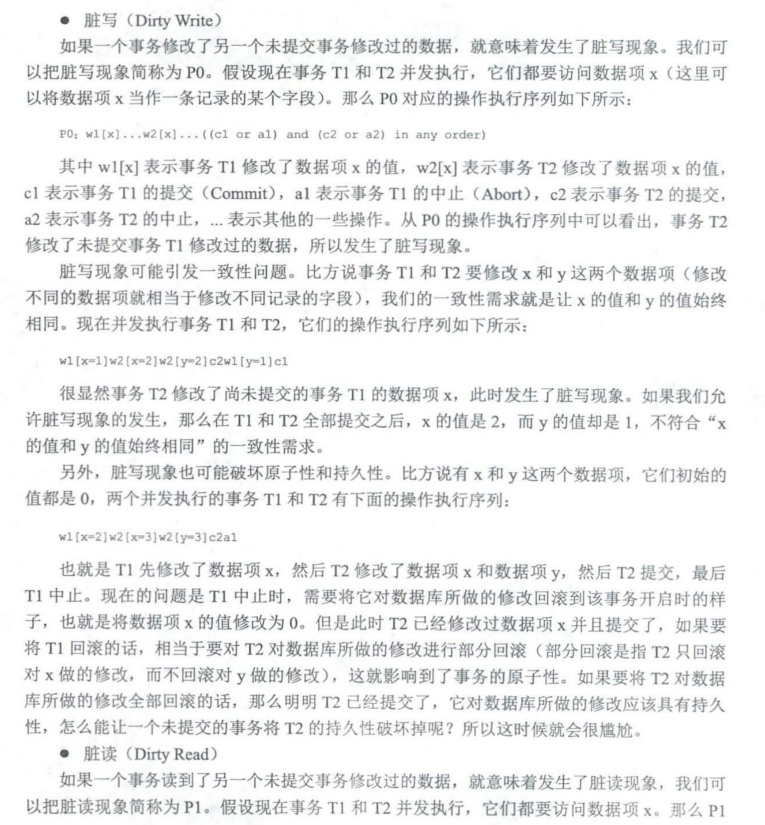 ● 脏写（Dirty Write）
如果一个事务修改了另一个未提交事务修改过的数据，就意味着发生了脏写现象。我们可
以把脏写现象简称为 P0。假设现在事务 T1 和 T2 并发执行，它们都要访问数据项 x（这里可
以将数据项 x 当作一条记录的某个字段）。那么 P0 对应的操作执行序列如下所示：
P0: w1[x]...w2[x]...((c1 or a1) and (c2 or a2) in any order)
其中 w1[x] 表示事务 T1 修改了数据项 x 的值，w2[x] 表示事务 T2 修改了数据项 x 的值，
c1 表示事务 T1 的提交（Commit），a1 表示事务 T1 的中止（Abort），c2 表示事务 T2 的提交，
a2 表示事务 T2 的中止，... 表示其他的一些操作。从 P0 的操作执行序列中可以看出，事务 T2
修改了未提交事务 T1 修改过的数据，所以发生了脏写现象。
脏写现象可能引发一致性问题。比方说事务 T1 和 T2 要修改 x 和 y 这两个数据项（修改
不同的数据项就相当于修改不同记录的字段），我们的一致性需求就是让 x 的值和 y 的值始终
相同。现在并发执行事务 T1 和 T2，它们的操作执行序列如下所示：
w1[x=1]w2[x=2]w2[y=2]c2w1[y=1]c1
很显然事务 T2 修改了尚未提交的事务 T1 的数据项 x，此时发生了脏写现象。如果我们允
许脏写现象的发生，那么在 T1 和 T2 全部提交之后，x 的值是 2，而 y 的值却是 1，不符合“x
的值和 y 的值始终相同”的一致性需求。
另外，脏写现象也可能破坏原子性和持久性。比方说有 x 和 y 这两个数据项，它们初始的
值都是 0，两个并发执行的事务 T1 和 T2 有下面的操作执行序列：
w1[x=2]w2[x=3]w2[y=3]c2a1
也就是 T1 先修改了数据项 x，然后 T2 修改了数据项 x 和数据项 y，然后 T2 提交，最后
T1 中止。现在的问题是 T1 中止时，需要将它对数据库所做的修改回滚到该事务开启时的样
子，也就是将数据项 x 的值修改为 0。但是此时 T2 已经修改过数据项 x 并且提交了，如果要
将 T1 回滚的话，相当于要对 T2 对数据库所做的修改进行部分回滚（部分回滚是指 T2 只回滚
对 x 做的修改，而不回滚对 y 做的修改），这就影响到了事务的原子性。如果要将 T2 对数据
库所做的修改全部回滚的话，那么明明 T2 已经提交了，它对数据库所做的修改应该具有持久
性，怎么能让一个未提交的事务将 T2 的持久性破坏掉呢？所以这时候就会很尴尬。
● 脏读（Dirty Read）
如果一个事务读到了另一个未提交事务修改过的数据，就意味着发生了脏读现象，我们可
以把脏读现象简称为 P1。假设现在事务 T1 和 T2 并发执行，它们都要访问数据项 x。那么 P1